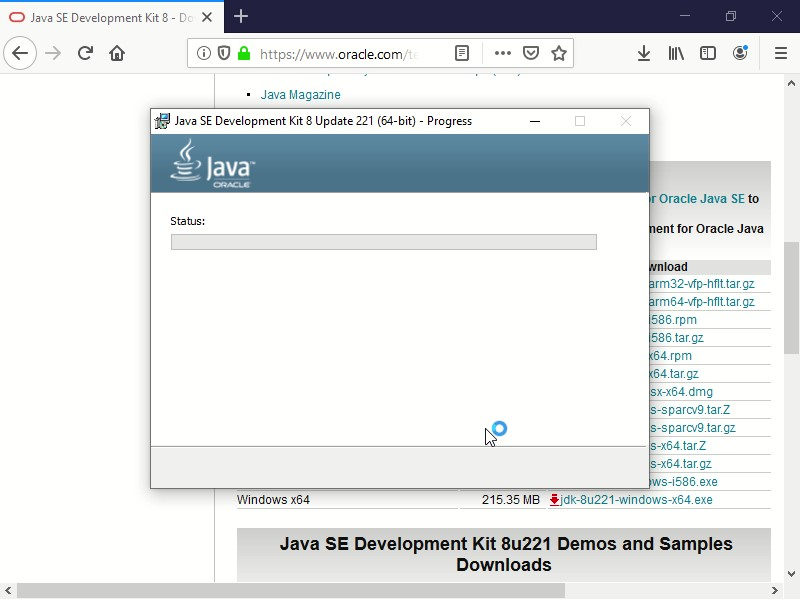 Java SE Development Kit 8 - Do
https://www.oracle.com/te
Java Magazine
Java SE Development Kit 8 Update 221 (64-bit) - Progress
Java™
ORACLE
Status:
for Oracle Java SE to
ment for Oracle Java
wnload
arm32-vfp-hflt.tar.gz
arm64-vfp-hflt.tar.gz
i586.rpm
i586.tar.gz
x64.rpm
x64.tar.gz
sx-x64.dmg
s-sparcv9.tar.Z
s-sparcv9.tar.gz
s-x64.tar.Z
s-x64.tar.gz
ows-i586.exe
Windows x64 215.35 MB jdk-8u221-windows-x64.exe
Java SE Development Kit 8u221 Demos and Samples
Downloads